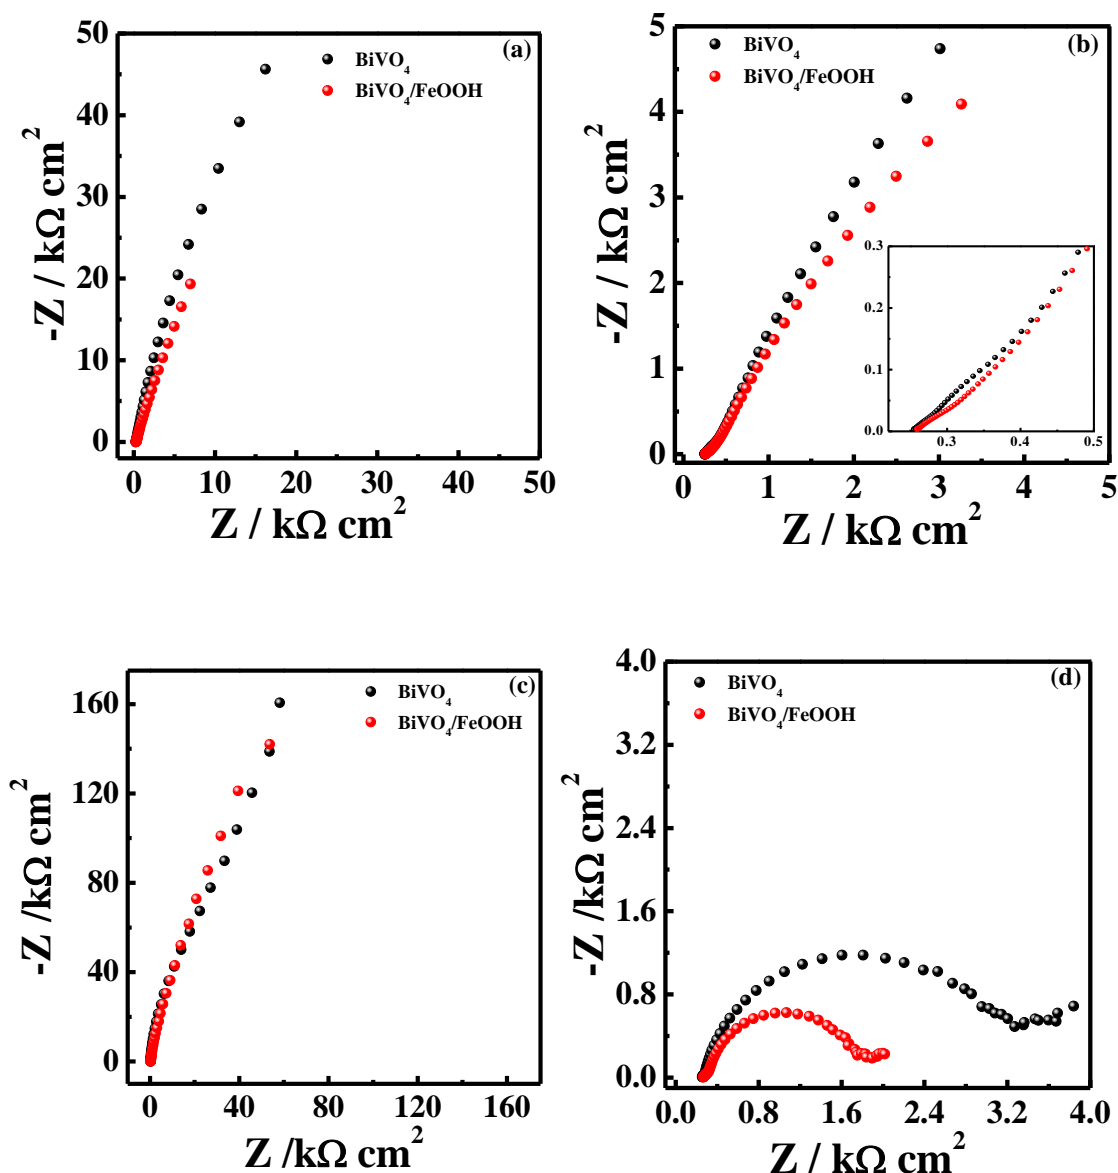 (a)
BiVO₄
BiVO₄/FeOOH
50
40
30
20
10
0
-Z / kΩ cm²
0 10 20 30 40 50
Z / kΩ cm²
(b)
BiVO₄
BiVO₄/FeOOH
5
4
3
2
1
0
-Z / kΩ cm²
0.3
0.2
0.1
0.0
0.3 0.4 0.5
0 1 2 3 4 5
Z / kΩ cm²
(c)
BiVO₄
BiVO₄/FeOOH
160
120
80
40
0
-Z /kΩ cm²
0 40 80 120 160
Z /kΩ cm²
(d)
BiVO₄
BiVO₄/FeOOH
4.0
3.2
2.4
1.6
0.8
0.0
-Z /kΩ cm²
0.0 0.8 1.6 2.4 3.2 4.0
Z / kΩ cm²